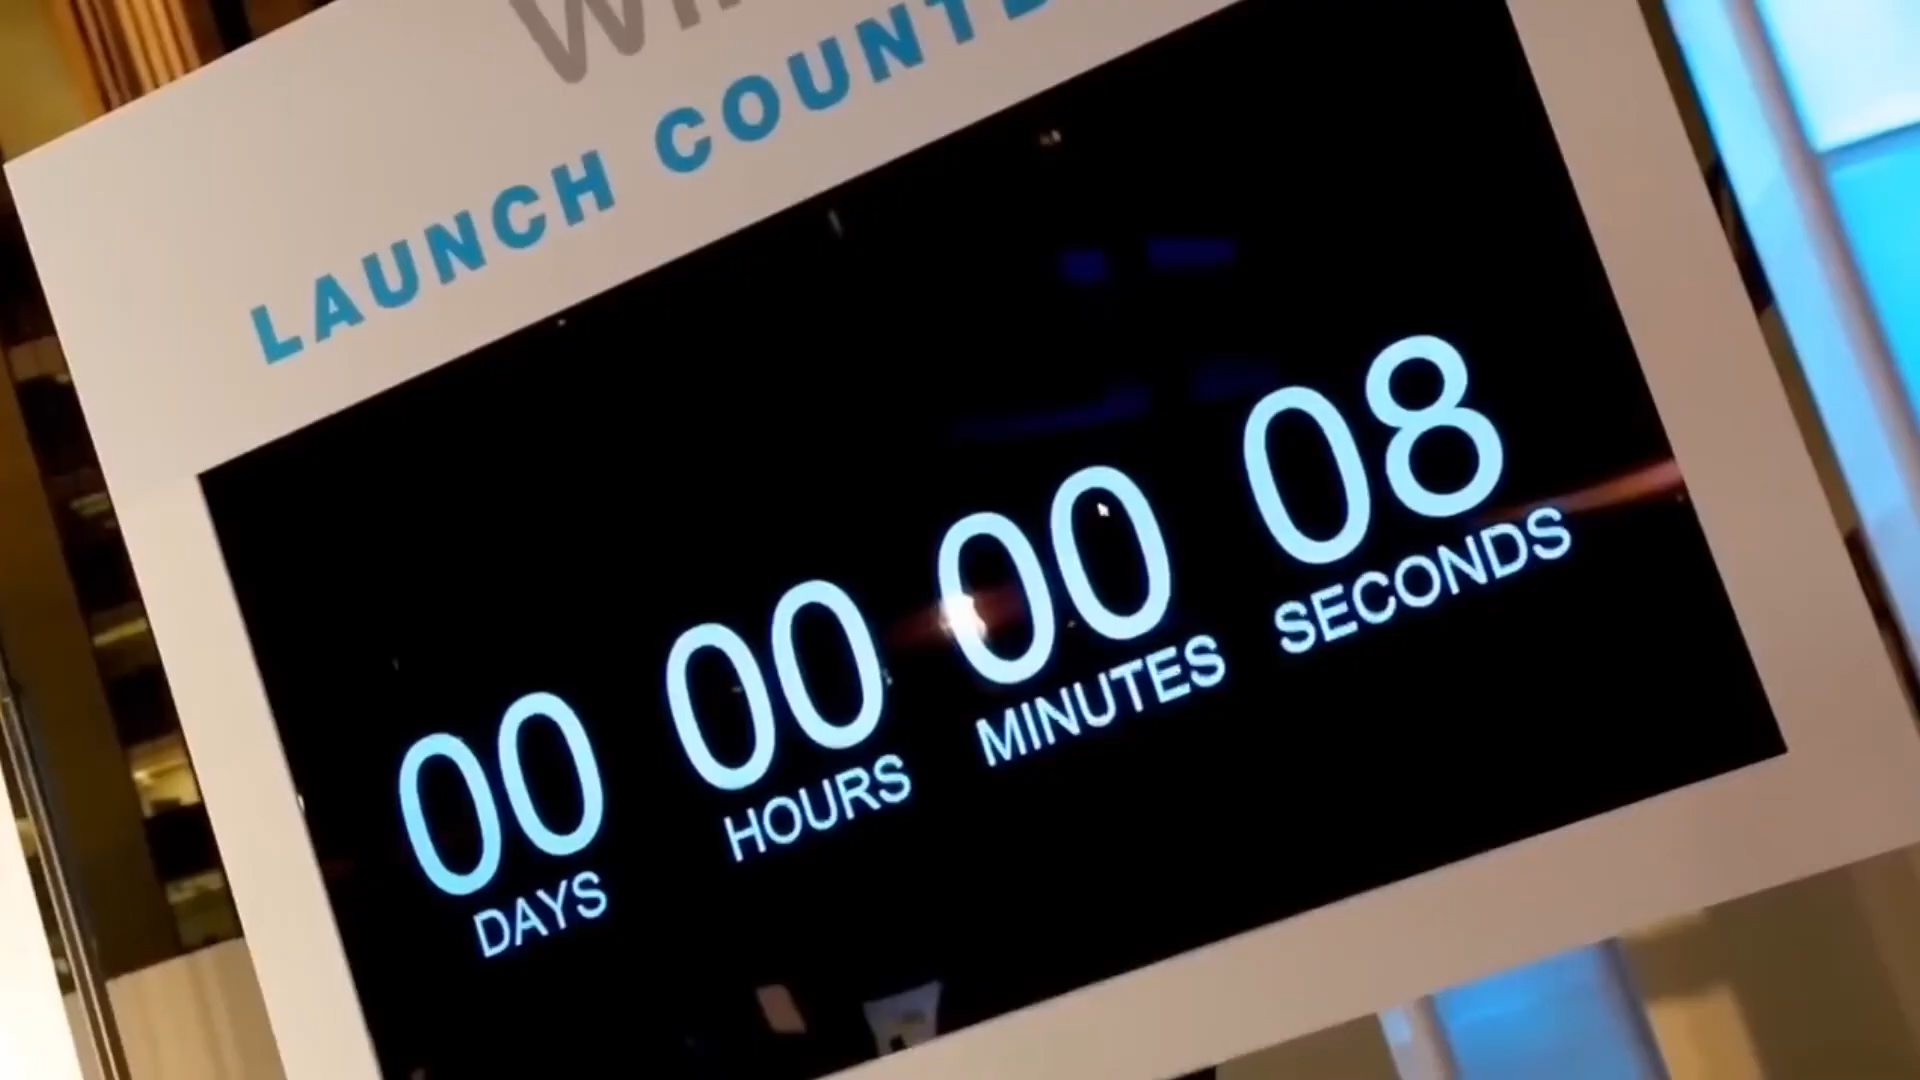 LAUNCH
00 00 00 08
DAYS HOURS MINUTES SECONDS